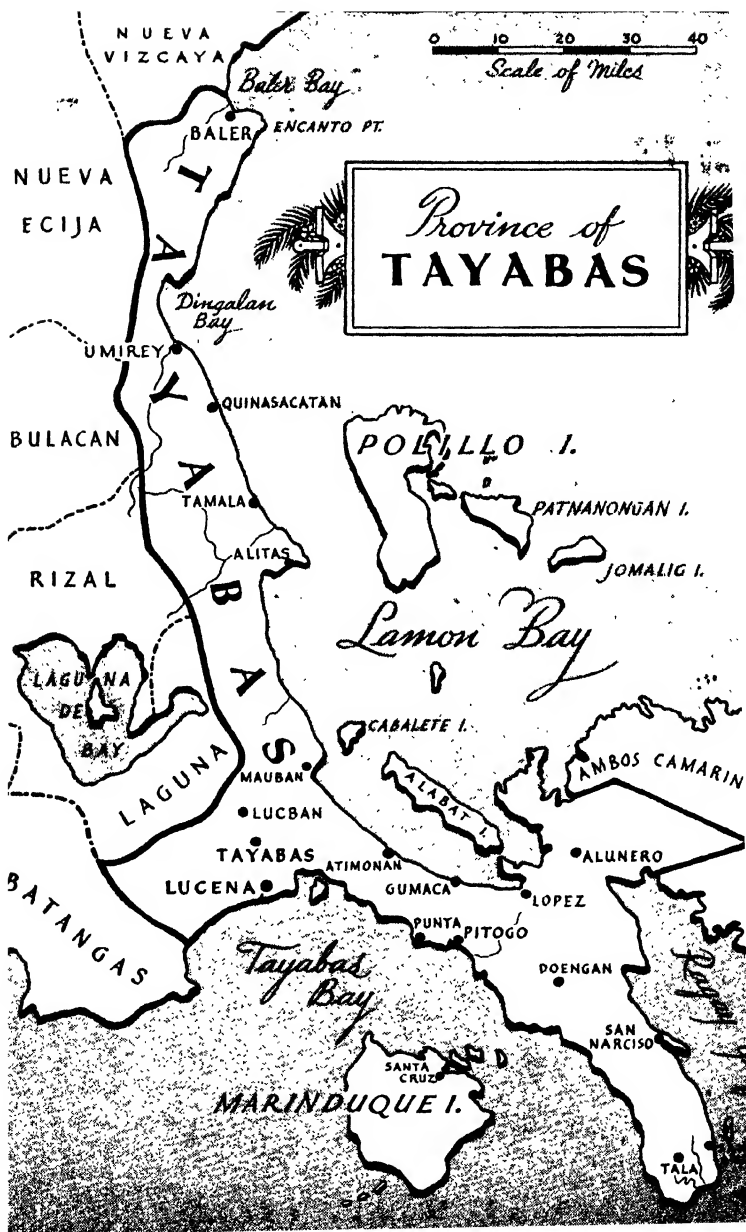 NUEVA
VIZCAYA
0 10 20 30 40
Scale of Miles
Baler Bay
BALER
ENCANTO PT.
NUEVA
ECIJA
Province of
TAYABAS
TAYABAS
Dingalan
Bay
UMIREY
QUINASACATAN
BULACAN
POLILLO I.
TAMALA
PATNANONUAN I.
ALITAS
JOMALIG I.
RIZAL
Lamon Bay
LAGUNA
DE
BAY
CABALETE I.
LAGUNA
MAUBAN
ALABAT I.
AMBOS CAMARIN
LUCBAN
TAYABAS
ATIMONAN
ALUNERO
BATANGAS
LUCENA
GUMACA
LOPEZ
PUNTA
PITOGO
Tayabas
Bay
DOENGAN
Ragay
SAN
NARCISO
SANTA
CRUZ
MARINDUQUE I.
TALA